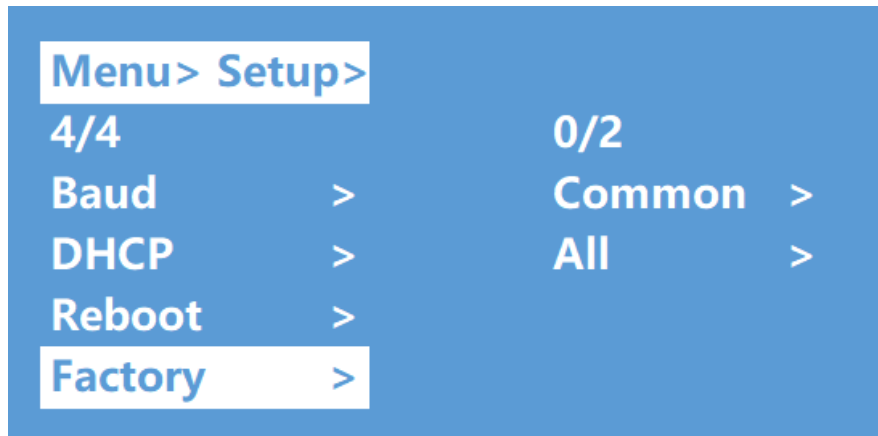 Menu> Setup>
4/4 0/2
Baud > Common >
DHCP > All >
Reboot >
Factory >